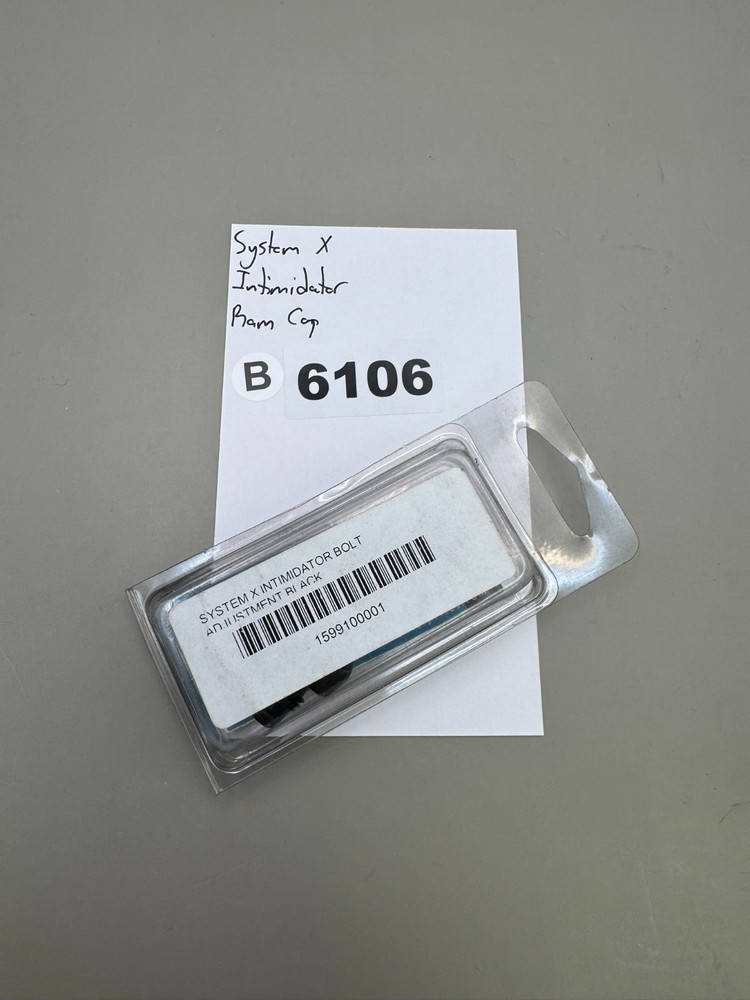 System X
Intimidator
Ram Cap
B 6106
SYSTEM X INTIMIDATOR BOLT
ADJUSTMENT BLACK
1599100001